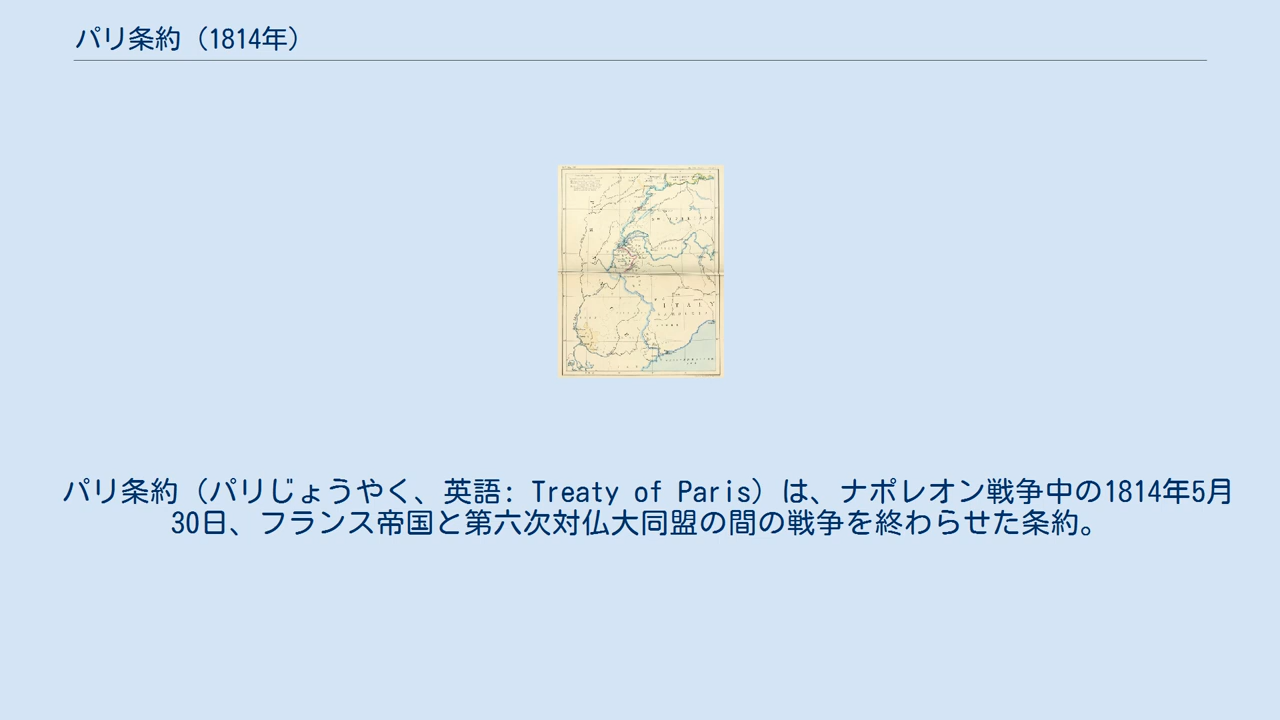 パリ条約（1814年）
ITALY
パリ条約（パリじょうやく、英語: Treaty of Paris）は、ナポレオン戦争中の1814年5月
30日、フランス帝国と第六次対仏大同盟の間の戦争を終わらせた条約。